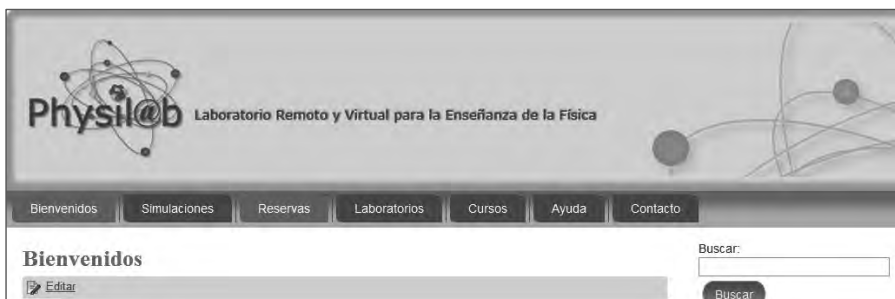 Physil@b
Laboratorio Remoto y Virtual para la Enseñanza de la Física
Bienvenidos Simulaciones Reservas Laboratorios Cursos Ayuda Contacto
Bienvenidos
Editar
Buscar:
Buscar